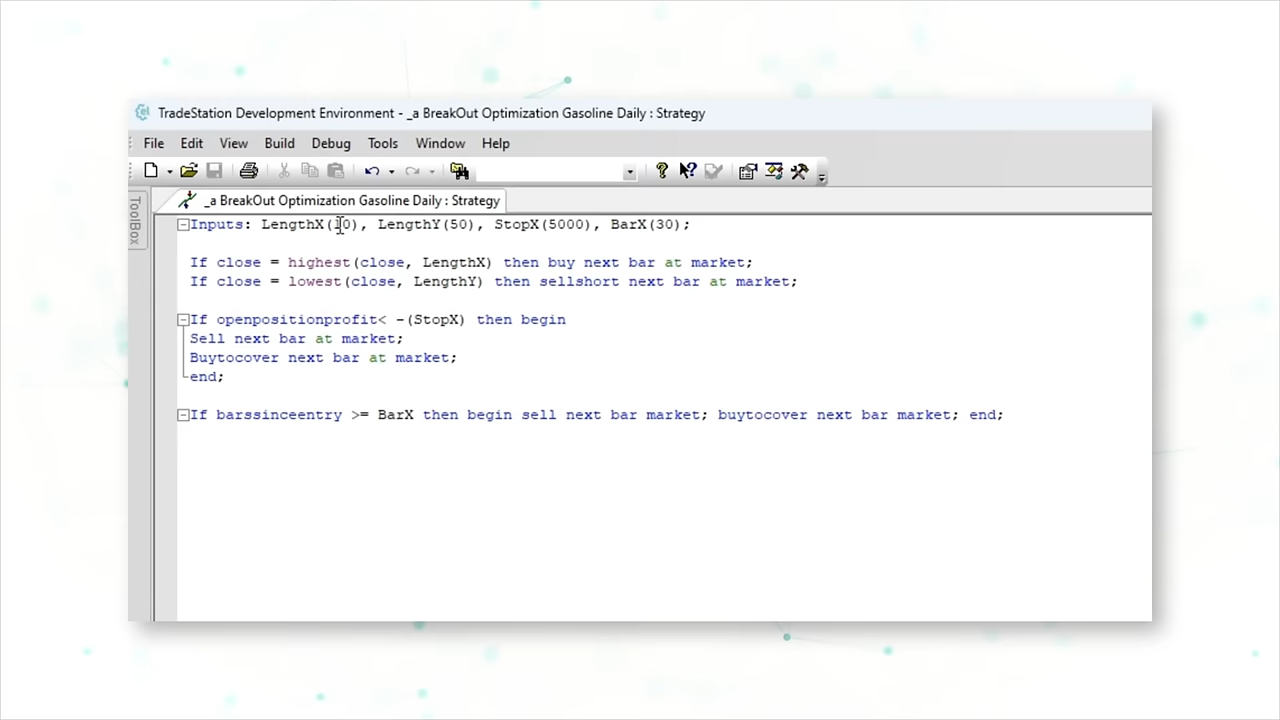 TradeStation Development Environment - _a BreakOut Optimization Gasoline Daily : Strategy
File Edit View Build Debug Tools Window Help
ToolBox
_a BreakOut Optimization Gasoline Daily : Strategy
Inputs: LengthX(10), LengthY(50), StopX(5000), BarX(30);
If close = highest(close, LengthX) then buy next bar at market;
If close = lowest(close, LengthY) then sellshort next bar at market;
If openpositionprofit< -(StopX) then begin
Sell next bar at market;
Buytocover next bar at market;
end;
If barssinceentry >= BarX then begin sell next bar market; buytocover next bar market; end;